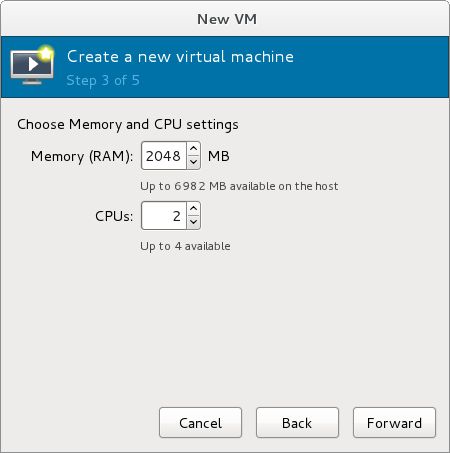 New VM
Create a new virtual machine
Step 3 of 5
Choose Memory and CPU settings
Memory (RAM): 2048 MB
Up to 6982 MB available on the host
CPUs: 2
Up to 4 available
Cancel Back Forward